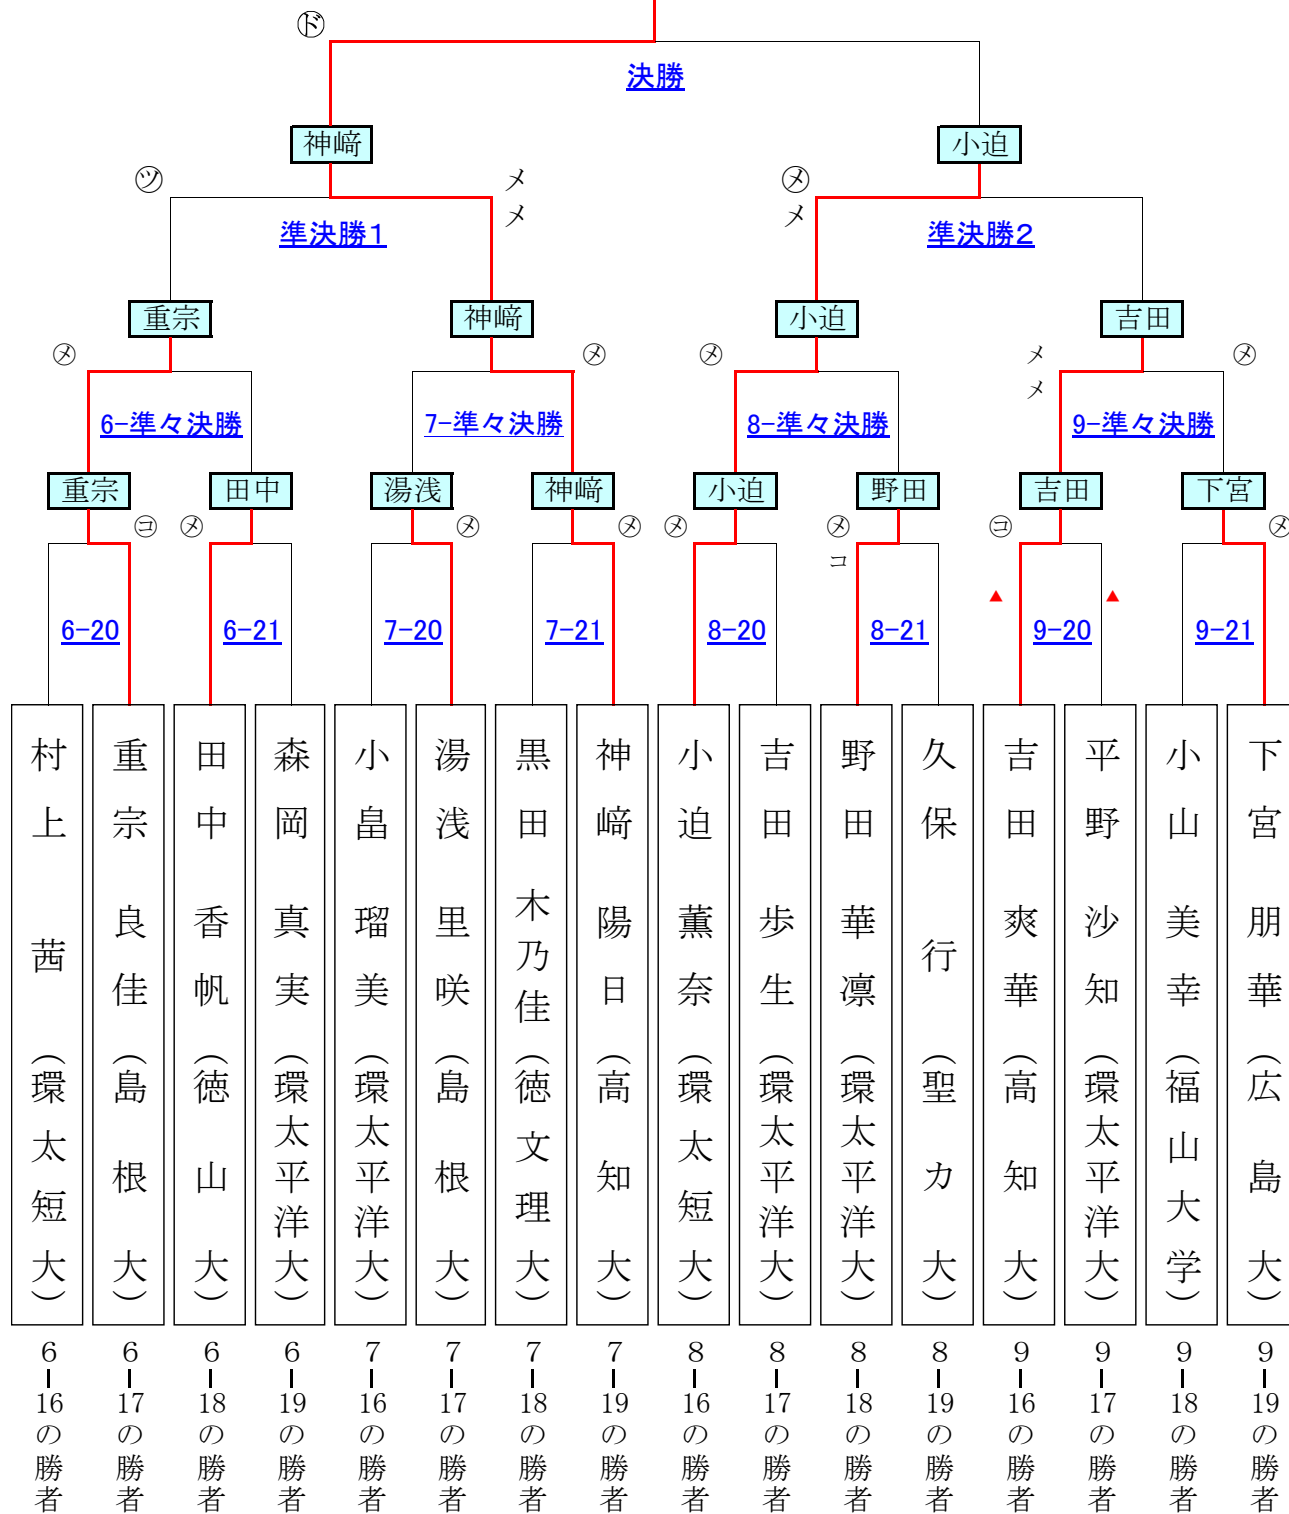 ㋣
決勝
神﨑
小迫
㋡
メ
メ
㋱
メ
準決勝1
準決勝2
重宗
神﨑
小迫
吉田
㋱
㋱
㋱
メ
メ
㋱
6-準々決勝
7-準々決勝
8-準々決勝
9-準々決勝
重宗
田中
湯浅
神﨑
小迫
野田
吉田
下宮
㋙
㋱
㋱
㋱
㋱
㋱
コ
㋙
㋱
▲
▲
6-20
6-21
7-20
7-21
8-20
8-21
9-20
9-21
村上 茜(環太短大)
重宗 良佳(島根大)
田中 香帆(徳山大)
森岡 真実(環太平洋大)
小畠 瑠美(環太平洋大)
湯浅 里咲(島根大)
黒田 木乃佳(徳文理大)
神﨑 陽日(高知大)
小迫 薫奈(環太短大)
吉田 歩生(環太平洋大)
野田 華凛(環太平洋大)
久保 行(聖カ大)
吉田 爽華(高知大)
平野 沙知(環太平洋大)
小山 美幸(福山大学)
下宮 朋華(広島大)
6-16の勝者
6-17の勝者
6-18の勝者
6-19の勝者
7-16の勝者
7-17の勝者
7-18の勝者
7-19の勝者
8-16の勝者
8-17の勝者
8-18の勝者
8-19の勝者
9-16の勝者
9-17の勝者
9-18の勝者
9-19の勝者